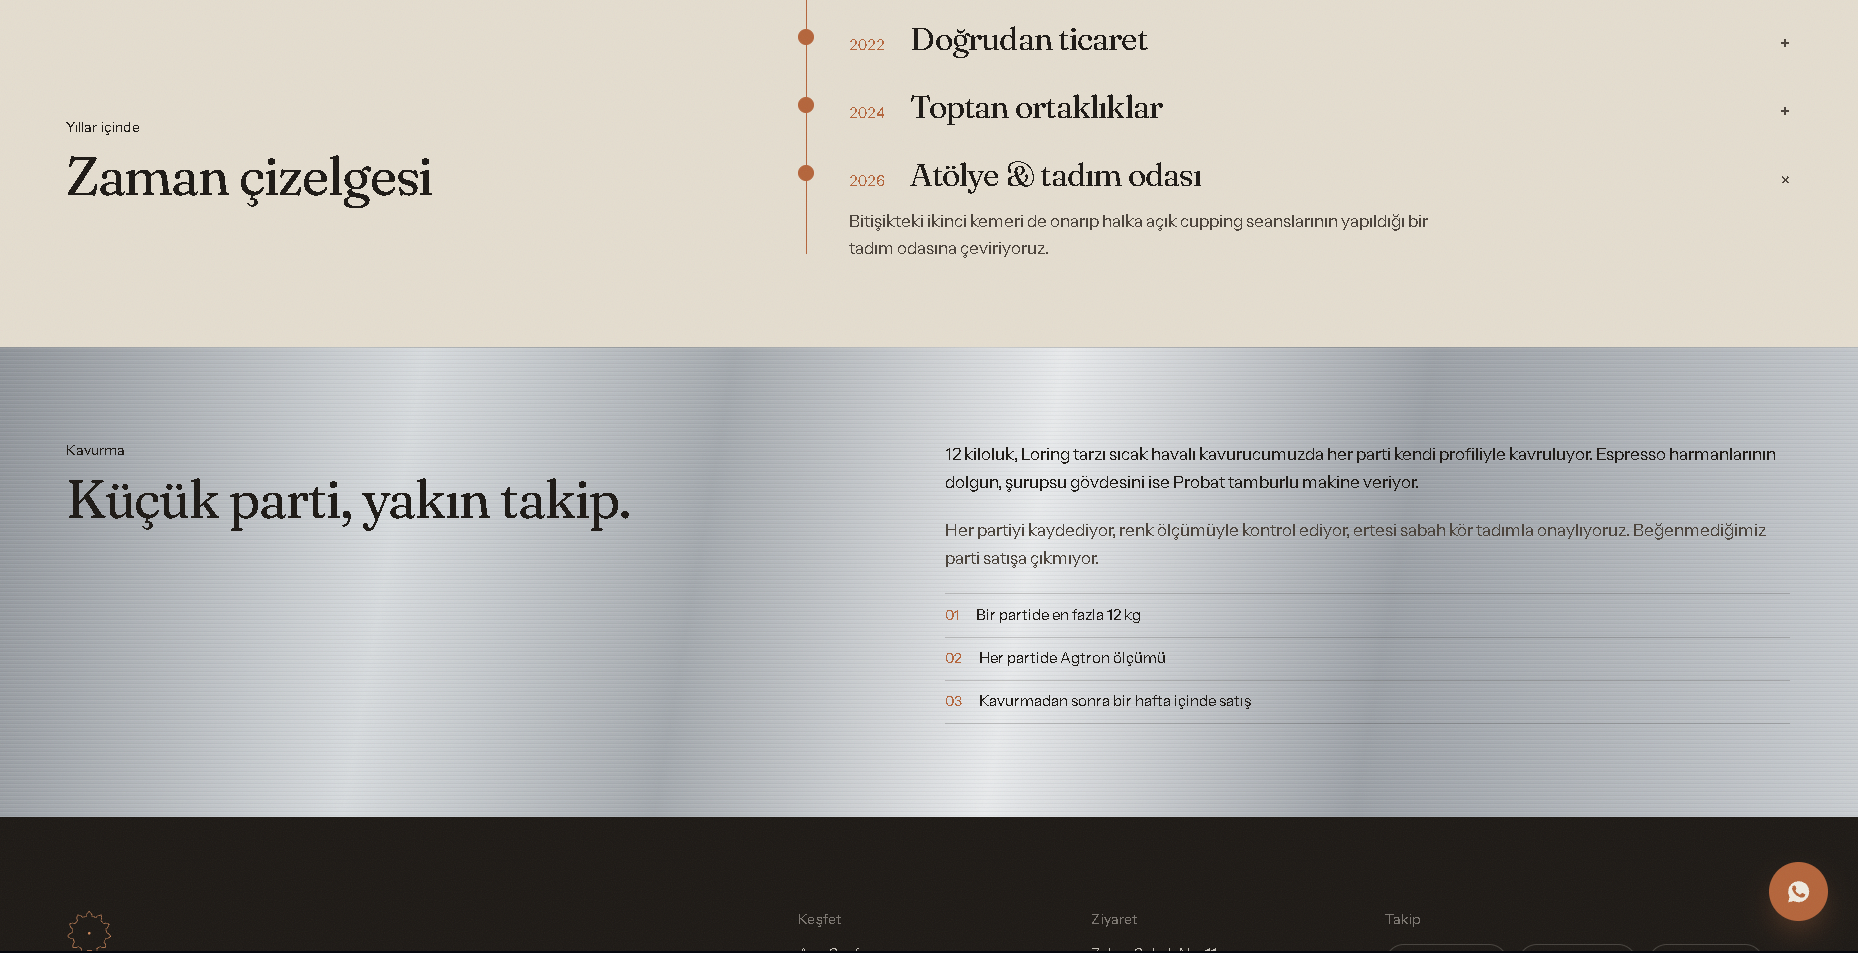 2022 Doğrudan ticaret +
2024 Toptan ortaklıklar +
Yıllar içinde
Zaman çizelgesi
2026 Atölye & tadım odası ×
Bitişikteki ikinci kemeri de onarıp halka açık cupping seanslarının yapıldığı bir
tadım odasına çeviriyoruz.
Kavurma
Küçük parti, yakın takip.
12 kiloluk, Loring tarzı sıcak havalı kavurucumuzda her parti kendi profiliyle kavruluyor. Espresso harmanlarının
dolgun, şurupsu gövdesini ise Probat tamburlu makine veriyor.
Her partiyi kaydediyor, renk ölçümüyle kontrol ediyor, ertesi sabah kör tadımla onaylıyoruz. Beğenmediğimiz
parti satışa çıkmıyor.
01 Bir partide en fazla 12 kg
02 Her partide Agtron ölçümü
03 Kavurmadan sonra bir hafta içinde satış
Keşfet
Ziyaret
Takip